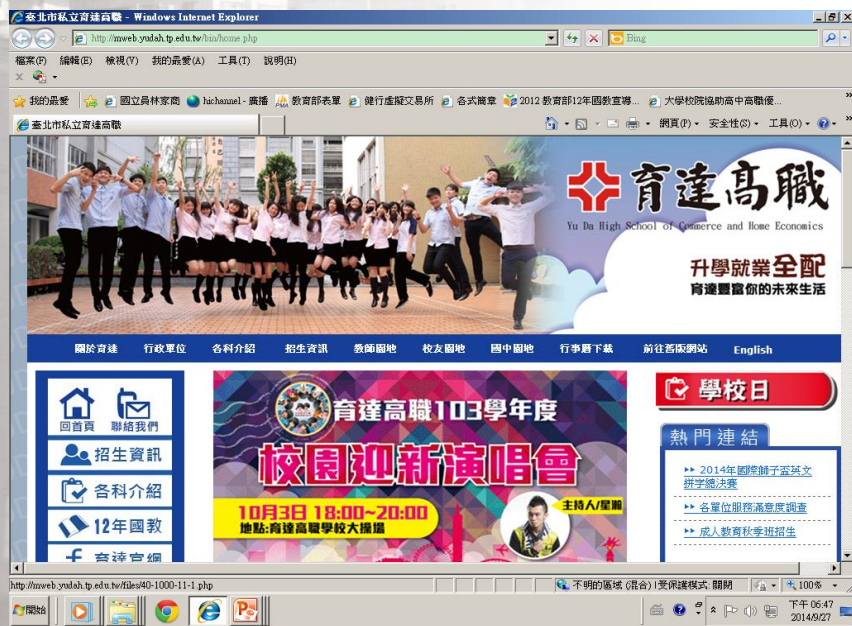 臺北市私立育達高職 - Windows Internet Explorer
http://mweb.yudah.tp.edu.tw/bin/home.php
Bing
檔案(F) 編輯(E) 檢視(V) 我的最愛(A) 工具(T) 說明(H)
我的最愛 國立員林家商 hichannel - 廣播 教育部表單 健行虛擬交易所 各式簡章 2012 教育部12年國教宣導... 大學校院協助高中高職優...
臺北市私立育達高職
網頁(P) 安全性(S) 工具(O)
育達高職
Yu Da High School of Commerce and Home Economics
升學就業全配
育達豐富你的未來生活
關於育達 行政單位 各科介紹 招生資訊 教師園地 校友園地 國中園地 行事曆下載 前往舊版網站 English
回首頁 聯絡我們
招生資訊
各科介紹
12年國教
育達官網
育達高職103學年度
校園迎新演唱會
10月3日 18:00~20:00
地點:育達高職學校大操場
主持人/星瀚
學校日
熱門連結
2014年國際獅子盃英文
拼字總決賽
各單位服務滿意度調查
成人教育秋季班招生
http://mweb.yudah.tp.edu.tw/files/40-1000-11-1.php
不明的區域 (混合) | 受保護模式: 關閉
100%
開始
下午 06:47
2014/9/27